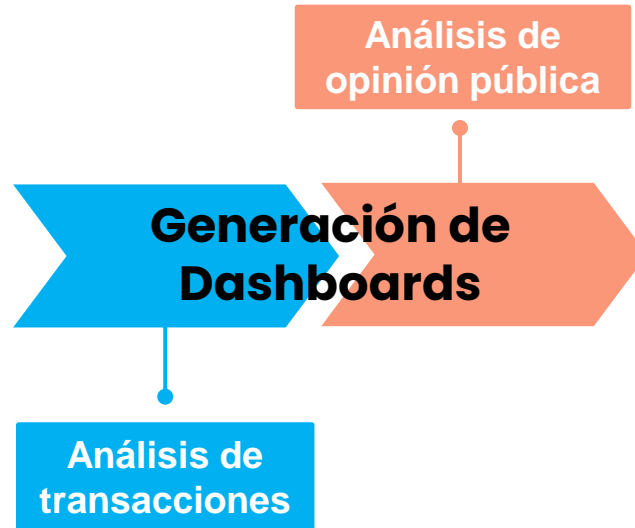 Análisis de
opinión pública
Generación de
Dashboards
Análisis de
transacciones